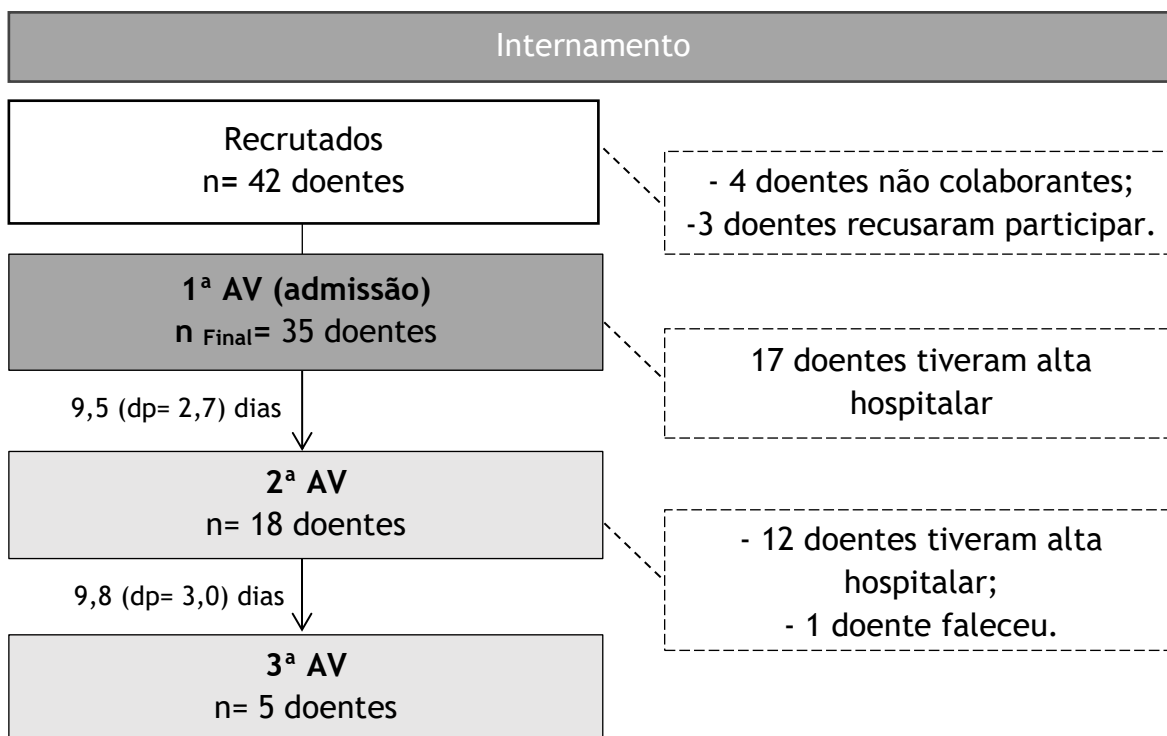 Internamento
Recrutados
n= 42 doentes
- 4 doentes não colaborantes;
-3 doentes recusaram participar.
1ª AV (admissão)
n Final= 35 doentes
17 doentes tiveram alta
hospitalar
9,5 (dp= 2,7) dias
2ª AV
n= 18 doentes
- 12 doentes tiveram alta
hospitalar;
- 1 doente faleceu.
9,8 (dp= 3,0) dias
3ª AV
n= 5 doentes